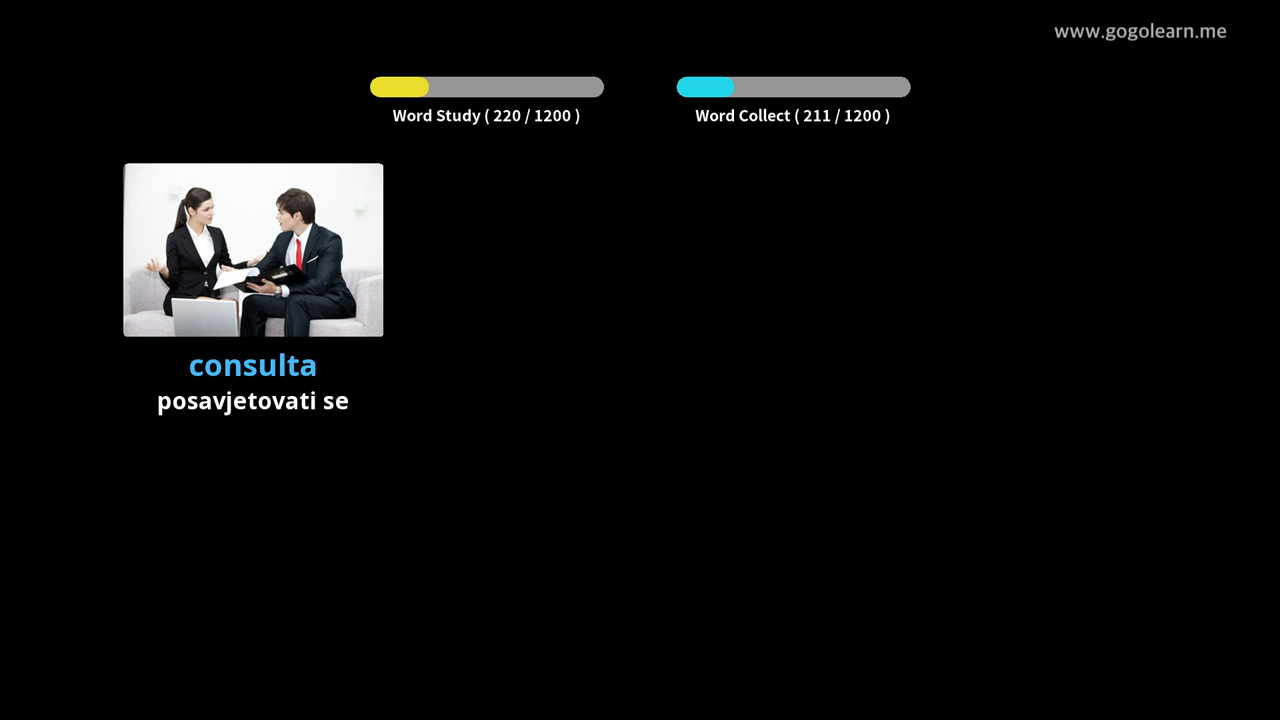 www.gogolearn.me
Word Study ( 220 / 1200 )
Word Collect ( 211 / 1200 )
consulta
posavjetovati se